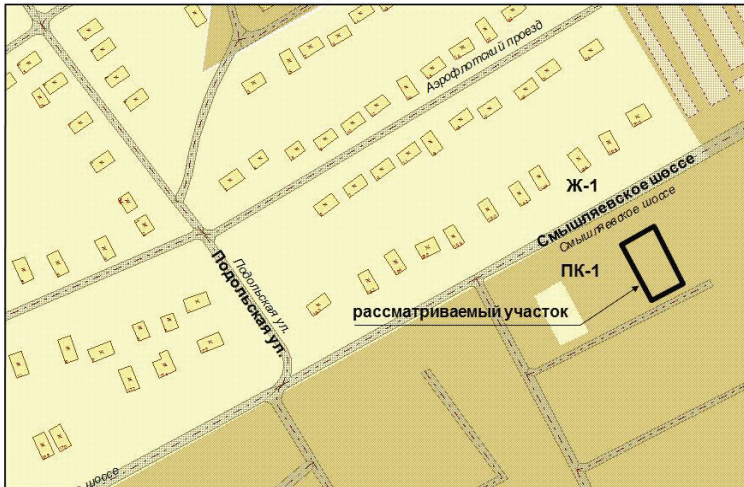 Аэрофлотский проезд
Ж-1
Смышляевское шоссе
Смышляевское шоссе
ПК-1
Подольская ул.
Подольская ул.
рассматриваемый участок
шоссе